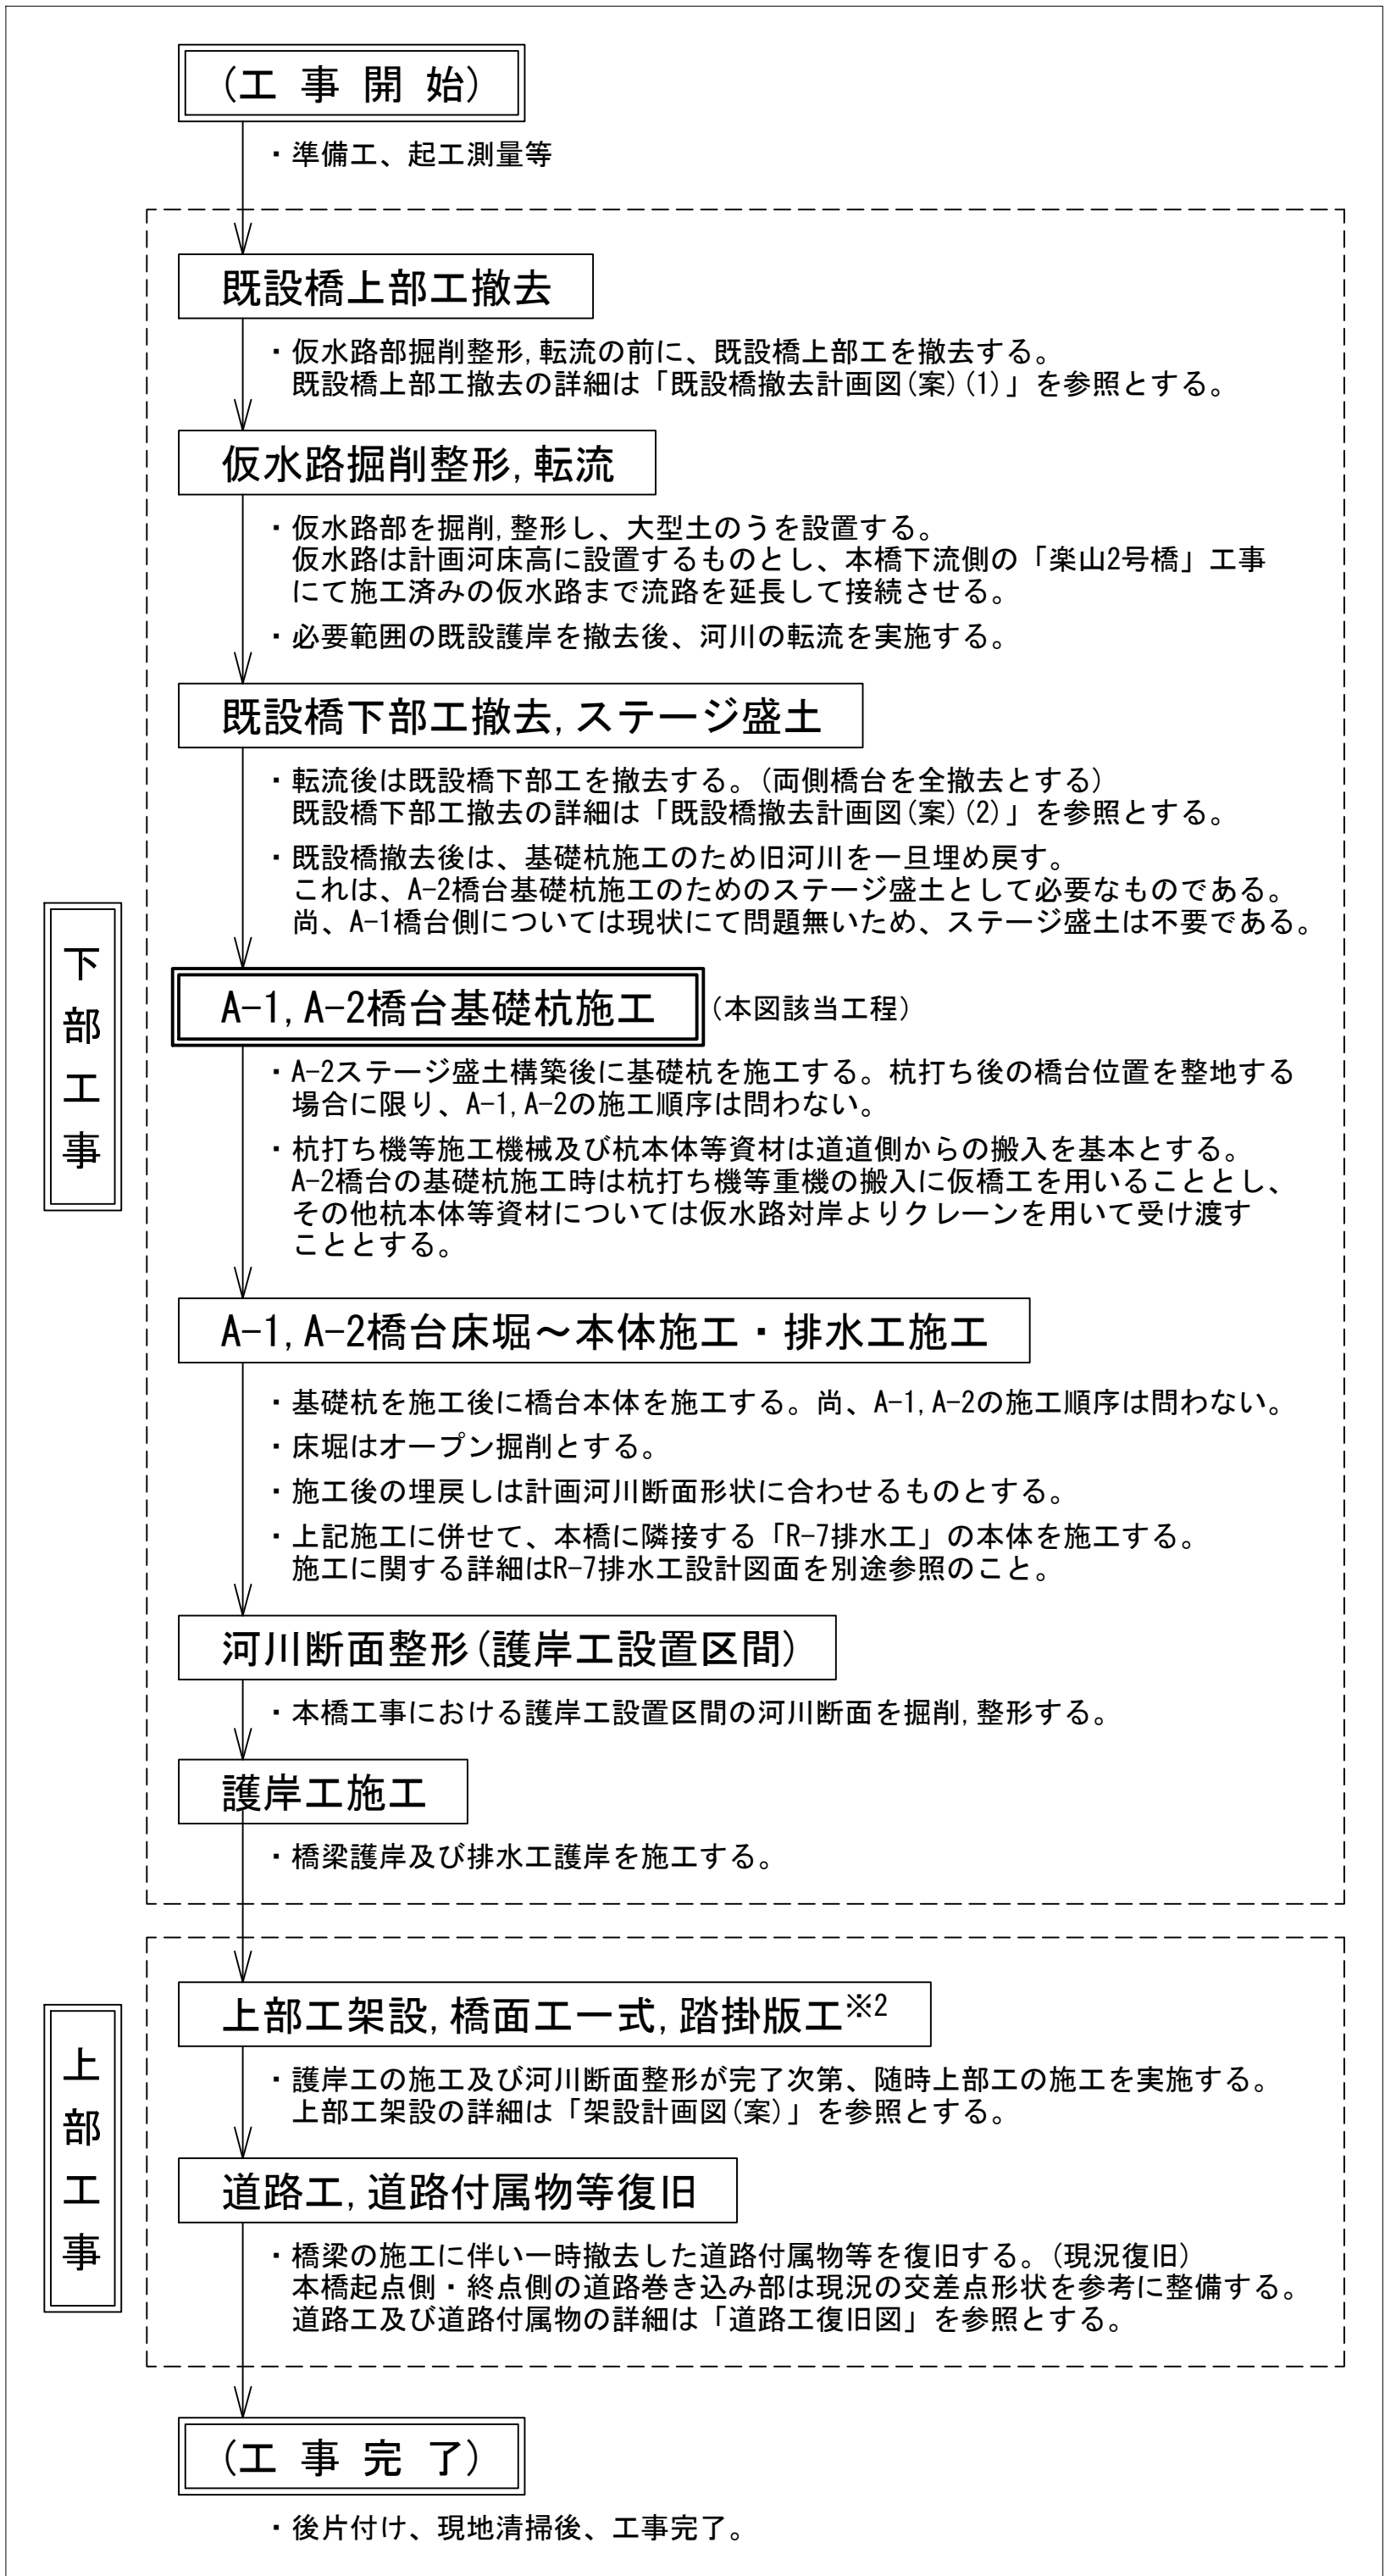 (工 事 開 始)
・準備工、起工測量等
既設橋上部工撤去
・仮水路部掘削整形,転流の前に、既設橋上部工を撤去する。
既設橋上部工撤去の詳細は「既設橋撤去計画図(案)(1)」を参照とする。
仮水路掘削整形,転流
・仮水路部を掘削,整形し、大型土のうを設置する。
仮水路は計画河床高に設置するものとし、本橋下流側の「楽山2号橋」工事
にて施工済みの仮水路まで流路を延長して接続させる。
・必要範囲の既設護岸を撤去後、河川の転流を実施する。
既設橋下部工撤去,ステージ盛土
・転流後は既設橋下部工を撤去する。(両側橋台を全撤去とする)
既設橋下部工撤去の詳細は「既設橋撤去計画図(案)(2)」を参照とする。
・既設橋撤去後は、基礎杭施工のため旧河川を一旦埋め戻す。
これは、A-2橋台基礎杭施工のためのステージ盛土として必要なものである。
尚、A-1橋台側については現状にて問題無いため、ステージ盛土は不要である。
下部工事
A-1,A-2橋台基礎杭施工 (本図該当工程)
・A-2ステージ盛土構築後に基礎杭を施工する。杭打ち後の橋台位置を整地する
場合に限り、A-1,A-2の施工順序は問わない。
・杭打ち機等施工機械及び杭本体等資材は道道側からの搬入を基本とする。
A-2橋台の基礎杭施工時は杭打ち機等重機の搬入に仮橋工を用いることとし、
その他杭本体等資材については仮水路対岸よりクレーンを用いて受け渡す
こととする。
A-1,A-2橋台床堀~本体施工・排水工施工
・基礎杭を施工後に橋台本体を施工する。尚、A-1,A-2の施工順序は問わない。
・床堀はオープン掘削とする。
・施工後の埋戻しは計画河川断面形状に合わせるものとする。
・上記施工に併せて、本橋に隣接する「R-7排水工」の本体を施工する。
施工に関する詳細はR-7排水工設計図面を別途参照のこと。
河川断面整形(護岸工設置区間)
・本橋工事における護岸工設置区間の河川断面を掘削,整形する。
護岸工施工
・橋梁護岸及び排水工護岸を施工する。
上部工事
上部工架設,橋面工一式,踏掛版工※2
・護岸工の施工及び河川断面整形が完了次第、随時上部工の施工を実施する。
上部工架設の詳細は「架設計画図(案)」を参照とする。
道路工,道路付属物等復旧
・橋梁の施工に伴い一時撤去した道路付属物等を復旧する。(現況復旧)
本橋起点側・終点側の道路巻き込み部は現況の交差点形状を参考に整備する。
道路工及び道路付属物の詳細は「道路工復旧図」を参照とする。
(工 事 完 了)
・後片付け、現地清掃後、工事完了。